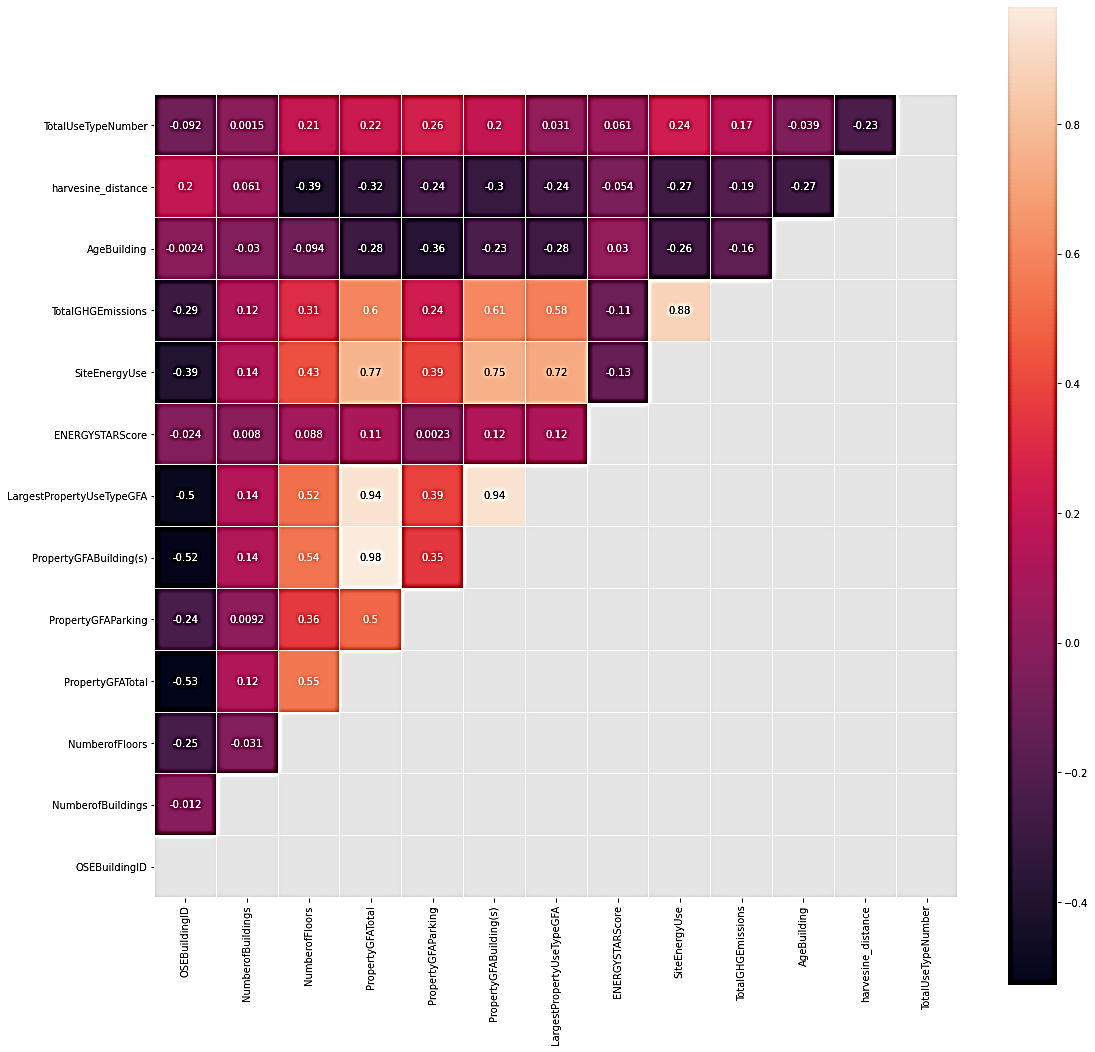 TotalUseTypeNumber -0.092 0.0015 0.21 0.22 0.26 0.2 0.031 0.061 0.24 0.17 -0.039 -0.23
harvesine_distance 0.2 0.061 -0.39 -0.32 -0.24 -0.3 -0.24 -0.054 -0.27 -0.19 -0.27
AgeBuilding -0.0024 -0.03 -0.094 -0.28 -0.36 -0.23 -0.28 0.03 -0.26 -0.16
TotalGHGEmissions -0.29 0.12 0.31 0.6 0.24 0.61 0.58 -0.11 0.88
SiteEnergyUse -0.39 0.14 0.43 0.77 0.39 0.75 0.72 -0.13
ENERGYSTARScore -0.024 0.008 0.088 0.11 0.0023 0.12 0.12
LargestPropertyUseTypeGFA -0.5 0.14 0.52 0.94 0.39 0.94
PropertyGFABuilding(s) -0.52 0.14 0.54 0.98 0.35
PropertyGFAParking -0.24 0.0092 0.36 0.5
PropertyGFATotal -0.53 0.12 0.55
NumberofFloors -0.25 -0.031
NumberofBuildings -0.012
OSEBuildingID
OSEBuildingID
NumberofBuildings
NumberofFloors
PropertyGFATotal
PropertyGFAParking
PropertyGFABuilding(s)
LargestPropertyUseTypeGFA
ENERGYSTARScore
SiteEnergyUse
TotalGHGEmissions
AgeBuilding
harvesine_distance
TotalUseTypeNumber
0.8
0.6
0.4
0.2
0.0
−0.2
−0.4